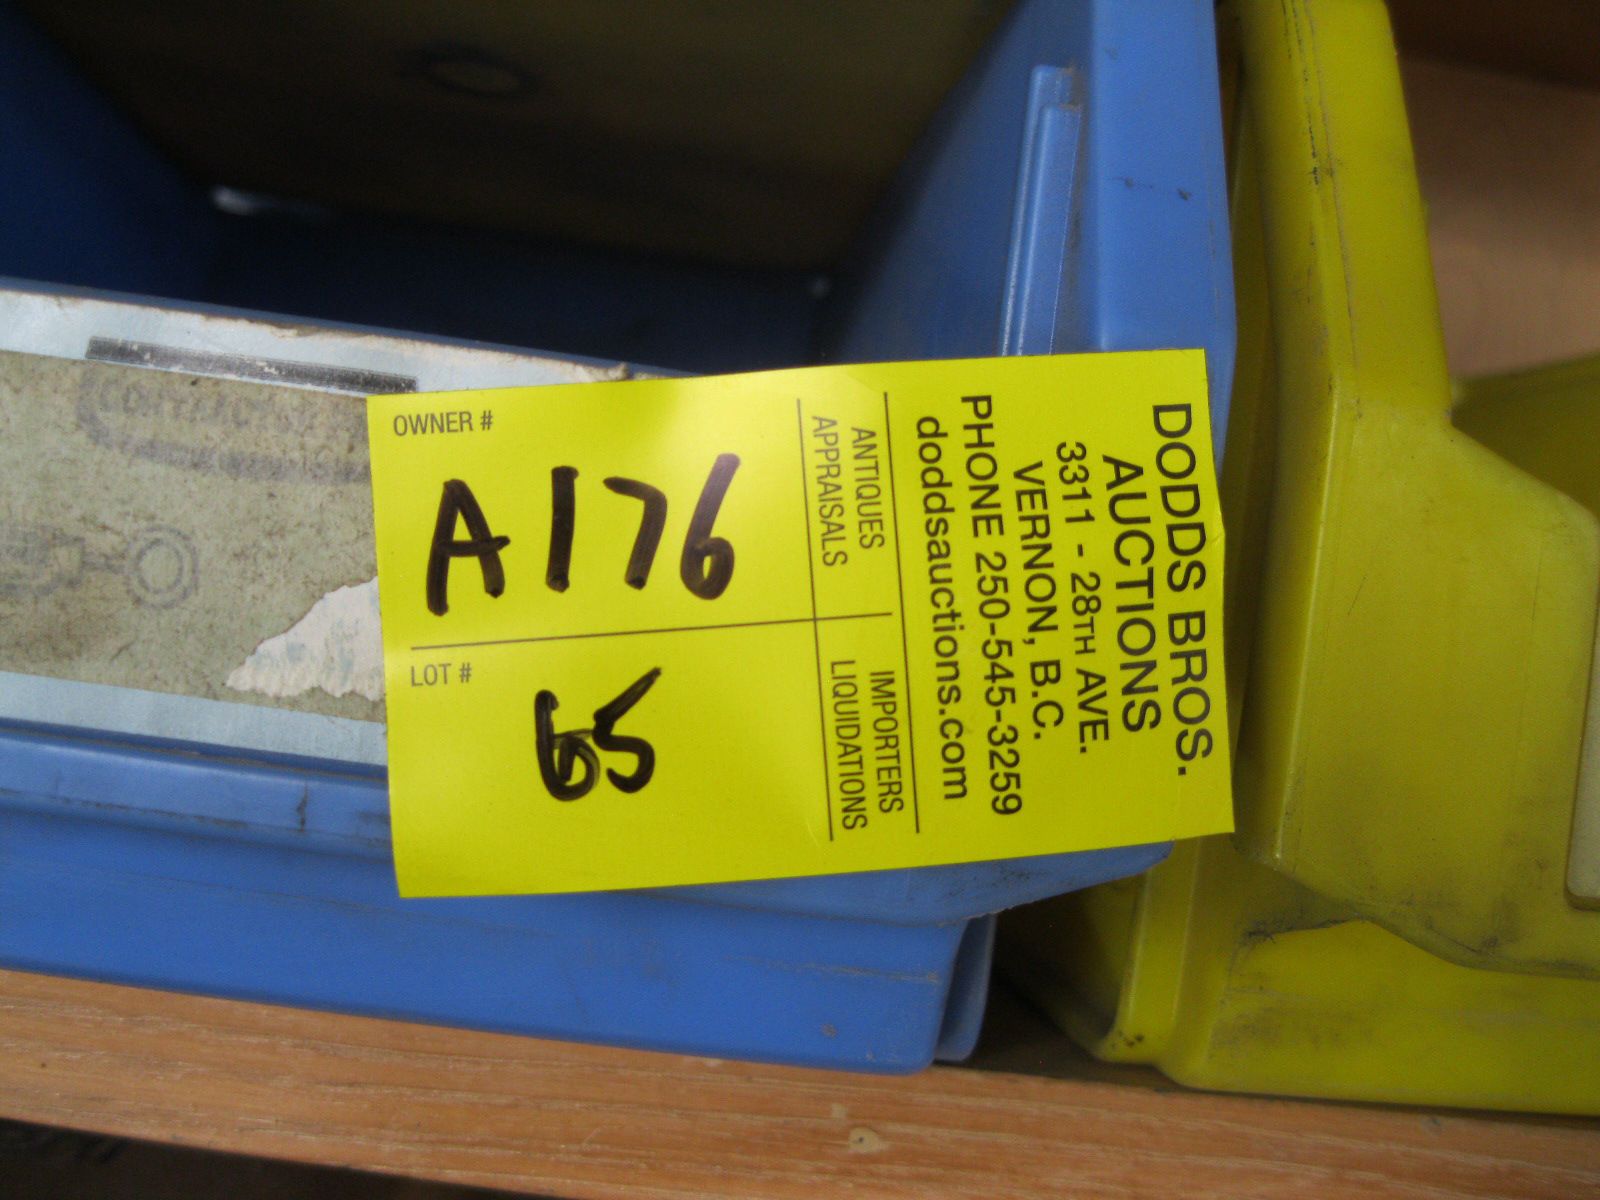 DODDS BROS.
AUCTIONS
3311 - 28TH AVE.
VERNON, B.C.
PHONE 250-545-3259
doddsauctions.com
ANTIQUES IMPORTERS
APPRAISALS LIQUIDATIONS
OWNER #
A176
LOT #
65